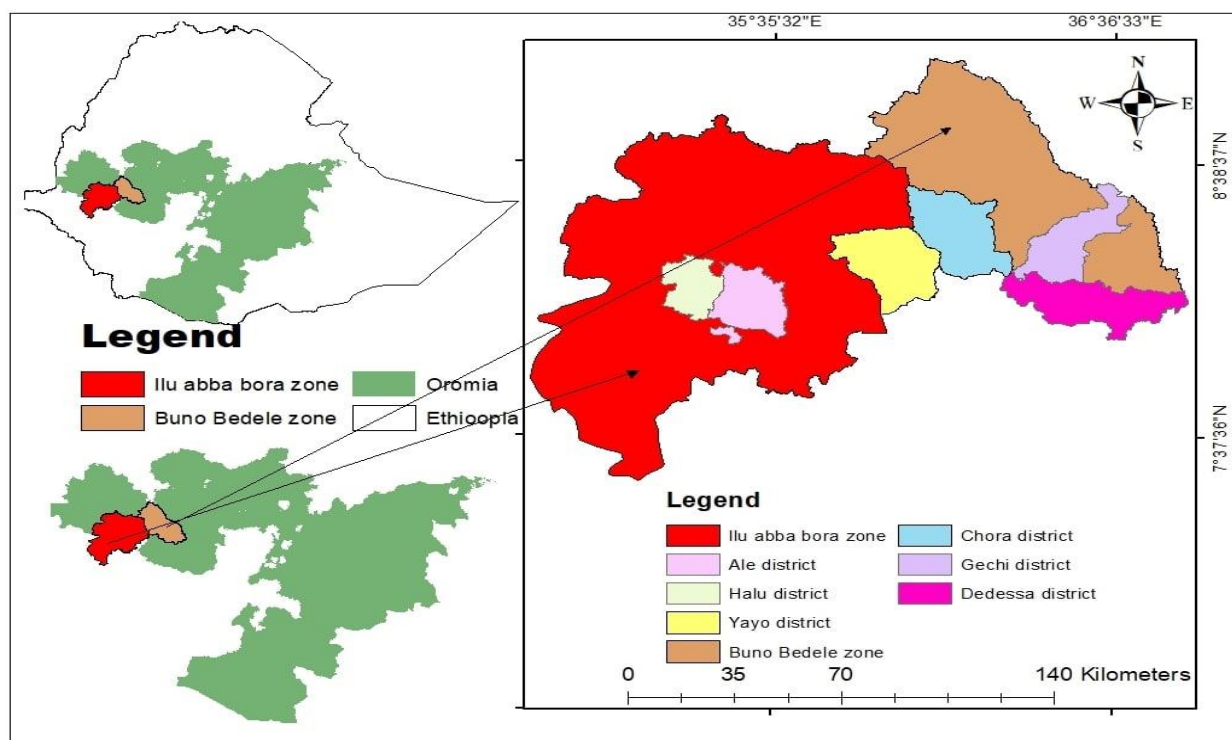 35°35'32"E
36°36'33"E
N
W
E
S
8°38'37"N
7°37'36"N
Legend
Ilu abba bora zone
Oromia
Buno Bedele zone
Ethioopia
Legend
Ilu abba bora zone
Chora district
Ale district
Gechi district
Halu district
Dedessa district
Yayo district
Buno Bedele zone
0 35 70 140 Kilometers